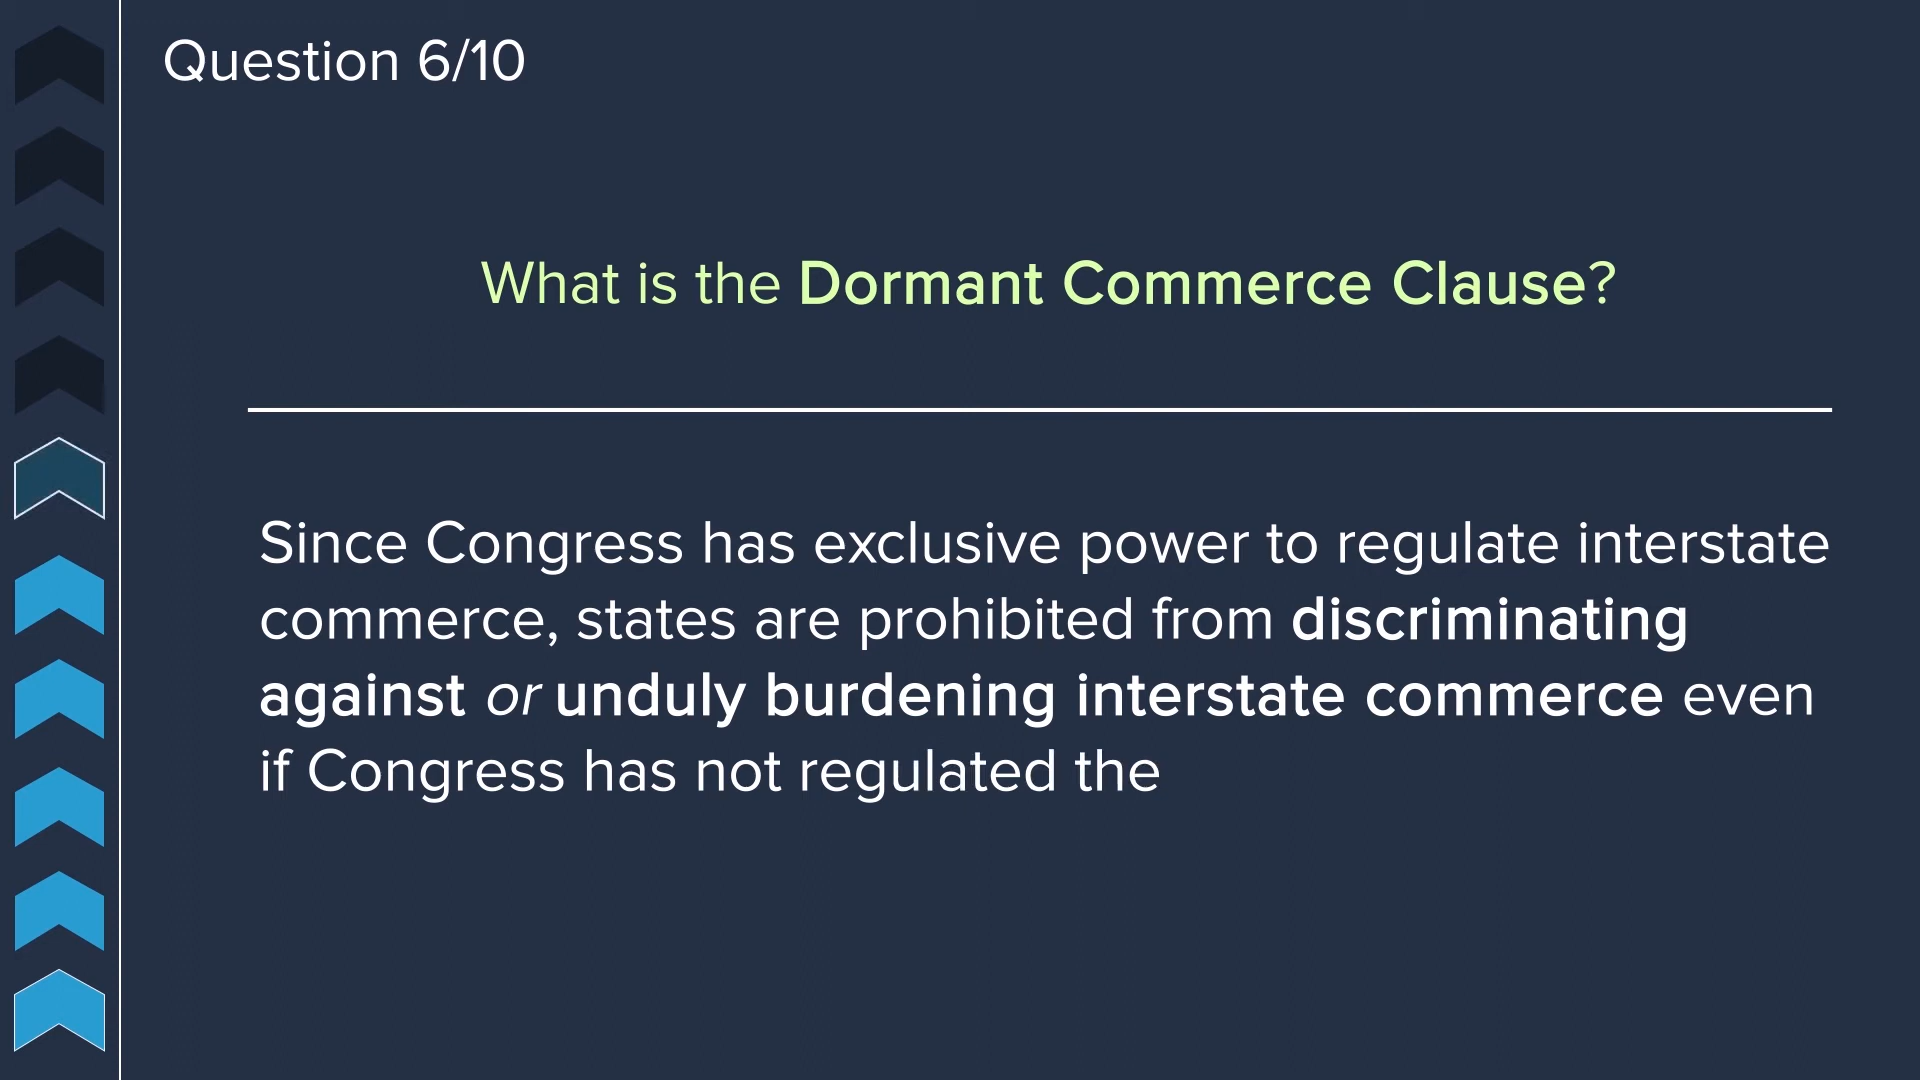 Question 6/10
What is the Dormant Commerce Clause?
Since Congress has exclusive power to regulate interstate
commerce, states are prohibited from discriminating
against or unduly burdening interstate commerce even
if Congress has not regulated the